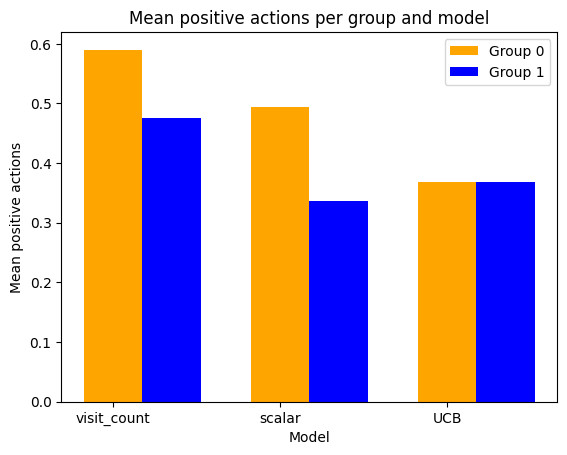 Mean positive actions per group and model
Group 0
Group 1
Mean positive actions
0.6
0.5
0.4
0.3
0.2
0.1
0.0
visit_count scalar UCB
Model